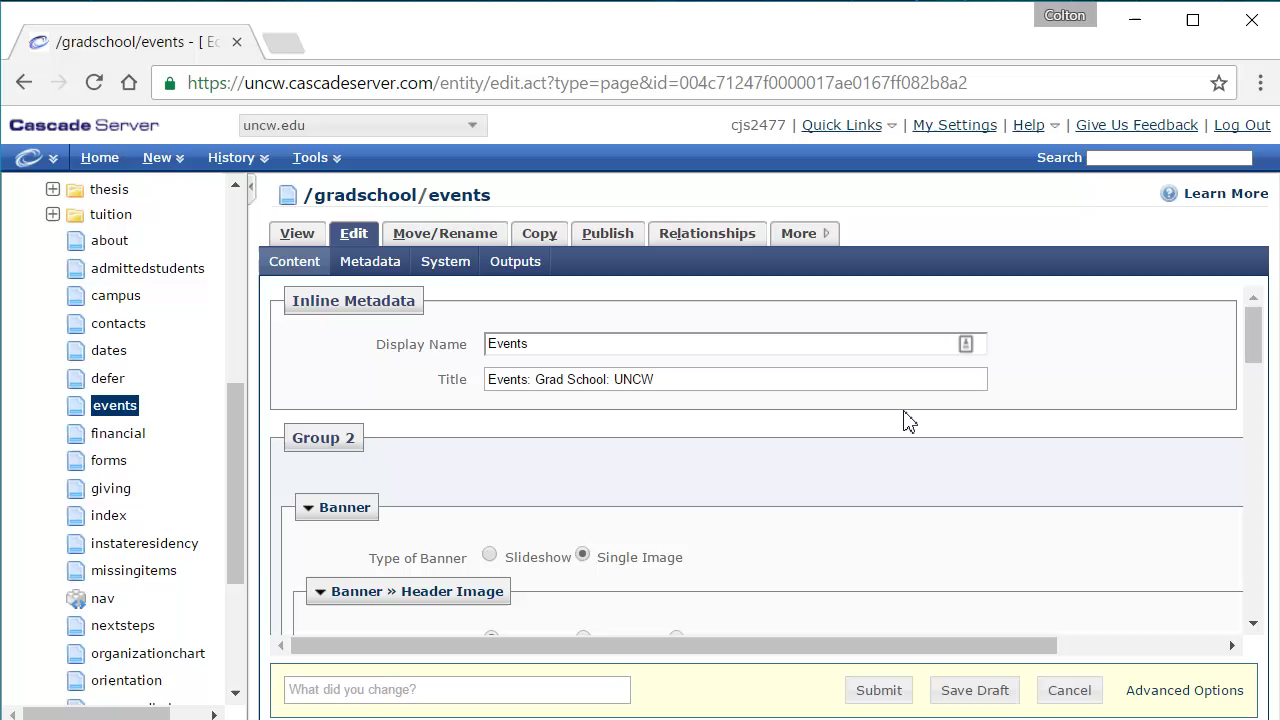 Colton
/gradschool/events - [ Ec
https://uncw.cascadeserver.com/entity/edit.act?type=page&id=004c71247f0000017ae0167ff082b8a2
Cascade Server
uncw.edu
cjs2477 | Quick Links | My Settings | Help | Give Us Feedback | Log Out
Home New History Tools Search
thesis
tuition
about
admittedstudents
campus
contacts
dates
defer
events
financial
forms
giving
index
instateresidency
missingitems
nav
nextsteps
organizationchart
orientation
/gradschool/events
Learn More
View Edit Move/Rename Copy Publish Relationships More
Content Metadata System Outputs
Inline Metadata
Display Name Events
Title Events: Grad School: UNCW
Group 2
Banner
Type of Banner Slideshow Single Image
Banner » Header Image
What did you change? Submit Save Draft Cancel Advanced Options